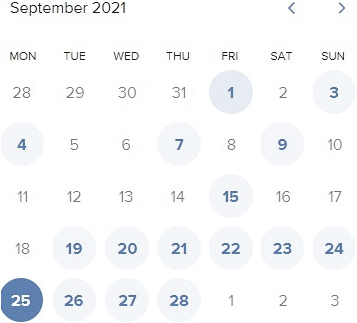 September 2021
MON TUE WED THU FRI SAT SUN
28 29 30 31 1 2 3
4 5 6 7 8 9 10
11 12 13 14 15 16 17
18 19 20 21 22 23 24
25 26 27 28 1 2 3